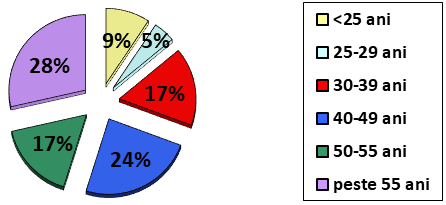 9%
5%
17%
24%
17%
28%
<25 ani
25-29 ani
30-39 ani
40-49 ani
50-55 ani
peste 55 ani